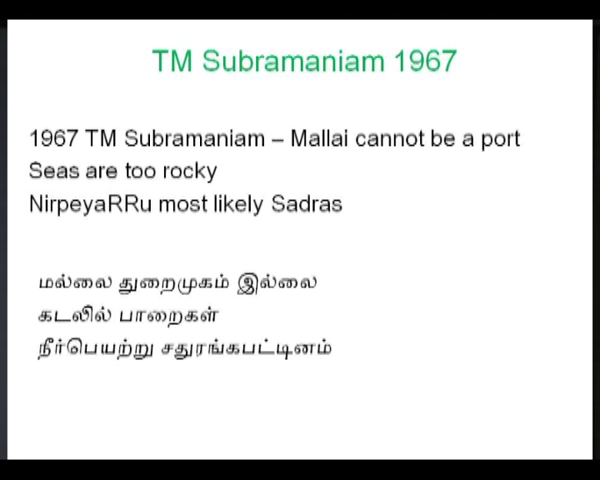 TM Subramaniam 1967
1967 TM Subramaniam – Mallai cannot be a port
Seas are too rocky
NirpeyaRRu most likely Sadras
மல்லை துறைமுகம் இல்லை
கடலில் பாறைகள்
நீர்பெயற்று சதுரங்கபட்டினம்